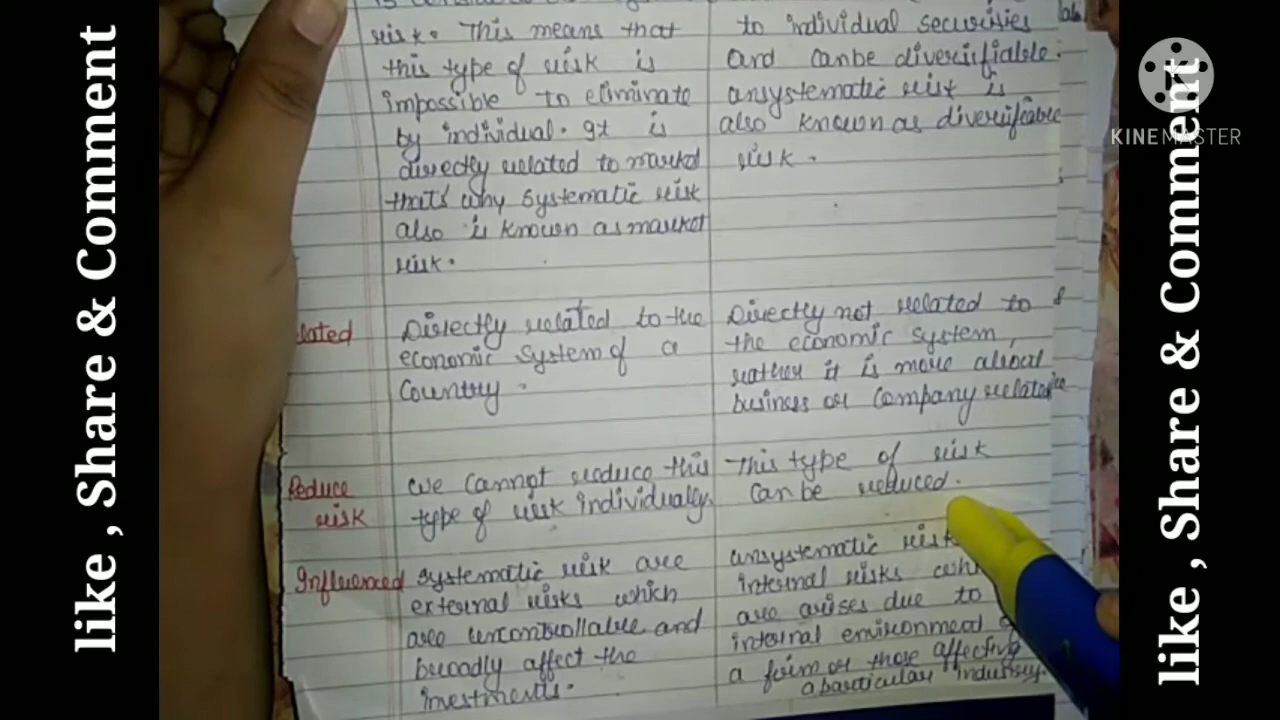 like , Share & Comment
risk. This means that
this type of risk is
impossible to eliminate
by individual. It is
directly related to market
that's why systematic risk
also is known as market
risk.
to individual securities
and canbe diversifiable.
ansystematic risk is
also known as diversifiable
risk.
lated
Directly related to the
economic system of a
Country.
Directly not related to
the economic system,
rather it is more about
business or Company related
Reduce
risk
We cannot reduce this
type of risk individually.
This type of risk
can be reduced.
Influenced
systematic risk are
external risks which
are uncontrollable and
broadly affect the
investments.
ansystematic risk
internal risks
are arises due to
internal environment
a firm or those affecting
a particular industry.
KINEMASTER
like , Share & Comment